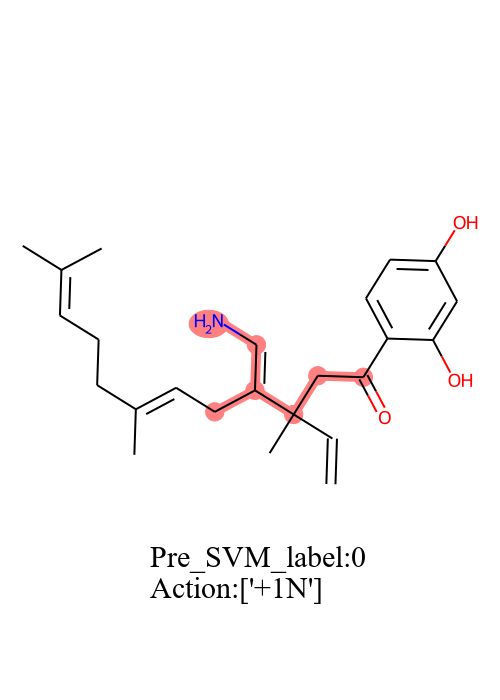 OH
H2N
OH
O
Pre_SVM_label:0
Action:['+1N']